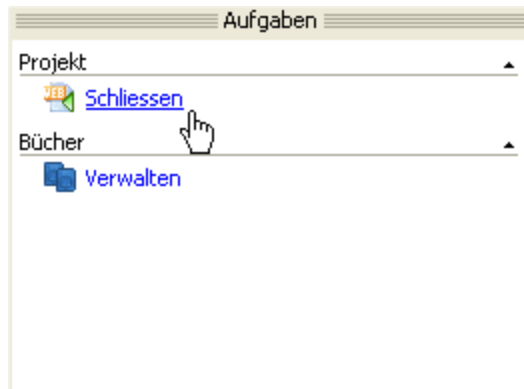 Aufgaben
Projekt
Schliessen
Bücher
Verwalten